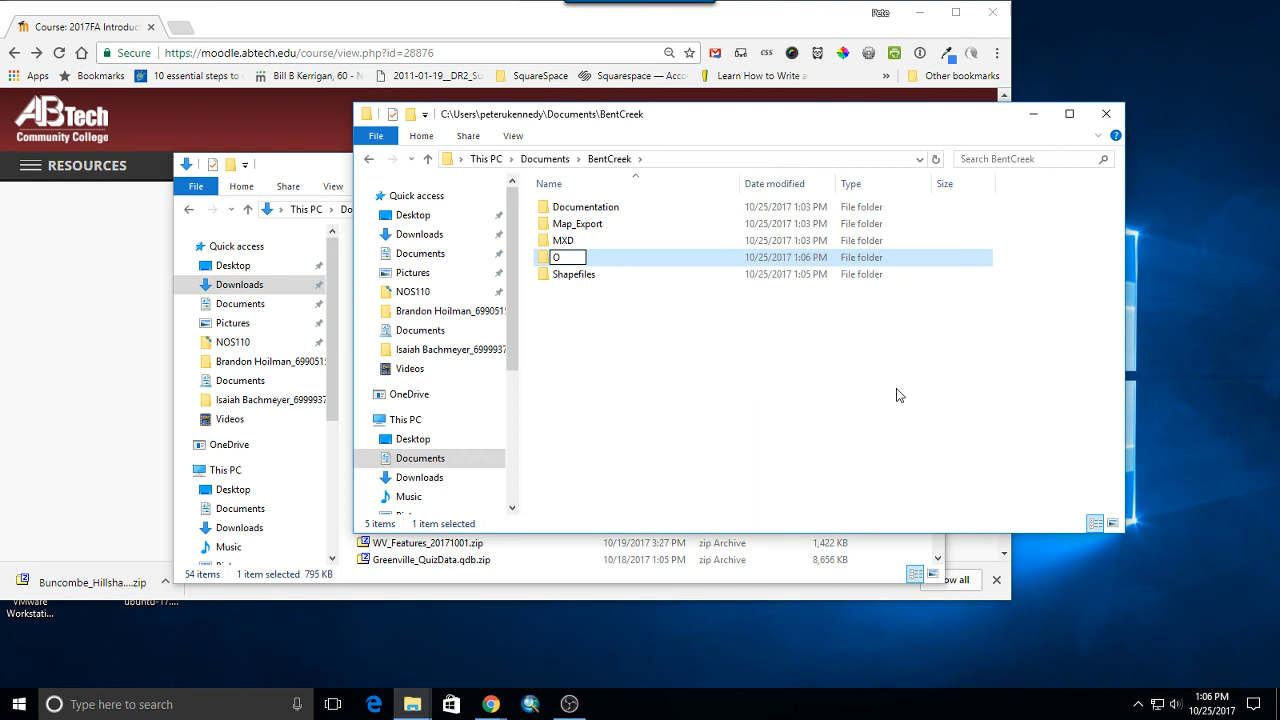 Course: 2017FA Introduc
Pete
Secure
https://moodle.abtech.edu/course/view.php?id=28876
css
Apps
Bookmarks
10 essential steps to
Bill B Kerrigan, 60 -
2011-01-19__DR2_Su
SquareSpace
Squarespace — Acco
Learn How to Write a
»
Other bookmarks
ABTech
Community College
RESOURCES
C:\Users\peterukennedy\Documents\BentCreek
File
Home
Share
View
This PC
Documents
BentCreek
Search BentCreek
Quick access
Desktop
Downloads
Documents
Pictures
NOS110
Brandon Hoilman_6990515
Documents
Isaiah Bachmeyer_6999937
Videos
OneDrive
This PC
Desktop
Documents
Downloads
Music
Name
Date modified
Type
Size
Documentation 10/25/2017 1:03 PM File folder
Map_Export 10/25/2017 1:03 PM File folder
MXD 10/25/2017 1:03 PM File folder
O 10/25/2017 1:06 PM File folder
Shapefiles 10/25/2017 1:05 PM File folder
5 items 1 item selected
File
Home
Share
View
This PC
Do
Quick access
Desktop
Downloads
Documents
Pictures
NOS110
Brandon Hoilman_6990515
Documents
Isaiah Bachmeyer_6999937
Videos
OneDrive
This PC
Desktop
Documents
Downloads
Music
WV_Features_20171001.zip 10/19/2017 3:27 PM zip Archive 1,422 KB
Greenville_QuizData.gdb.zip 10/18/2017 1:05 PM zip Archive 8,656 KB
54 items 1 item selected 795 KB
Buncombe_Hillsha....zip
ow all
VMware
Workstati...
ubuntu-17....
Type here to search
1:06 PM
10/25/2017